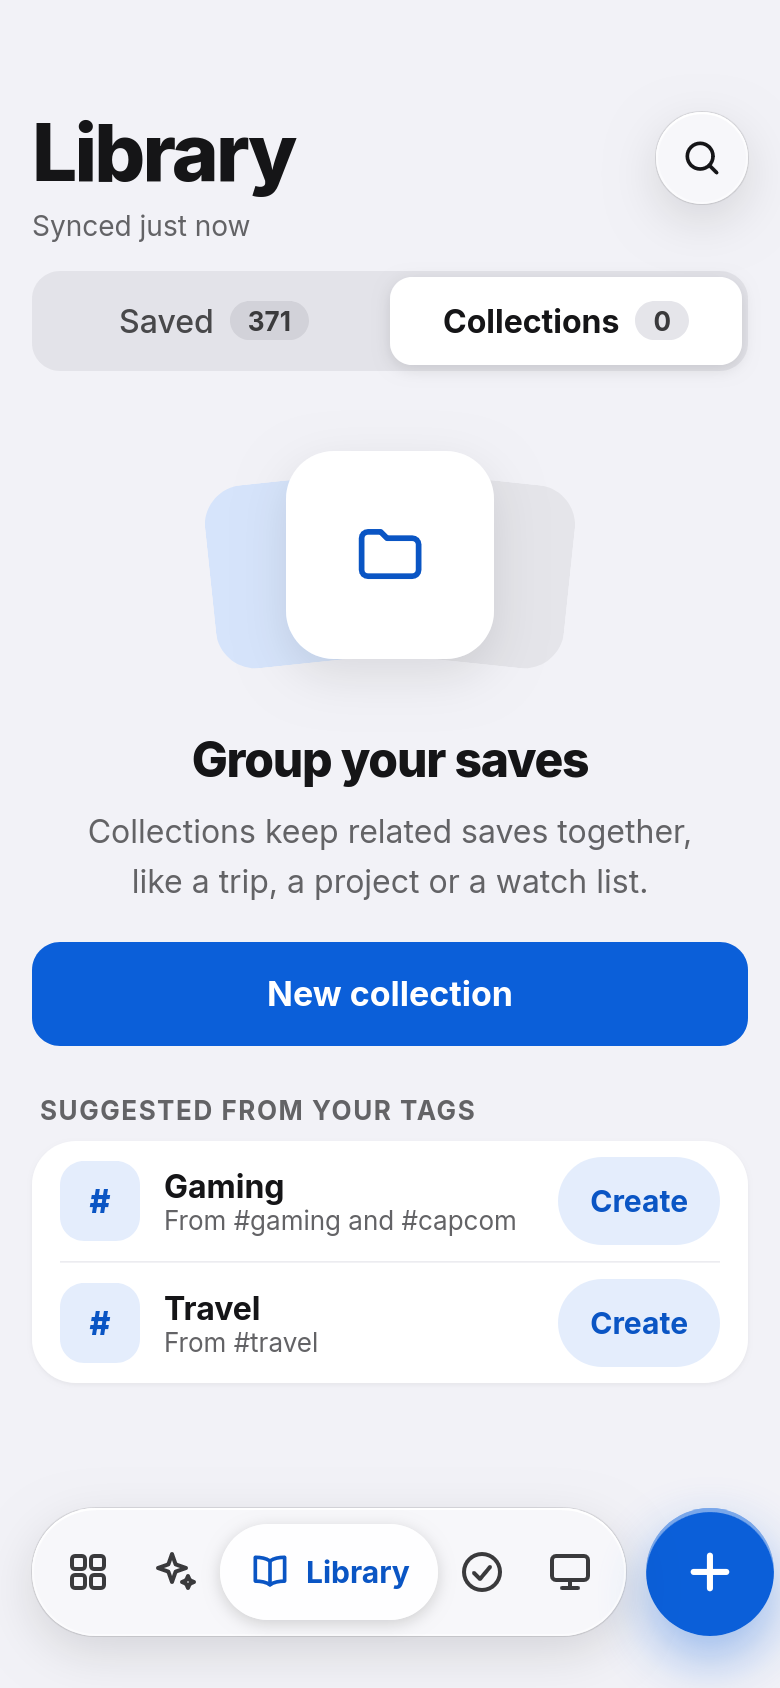 Library
Synced just now
Saved 371
Collections 0
Group your saves
Collections keep related saves together,
like a trip, a project or a watch list.
New collection
SUGGESTED FROM YOUR TAGS
# Gaming Create
From #gaming and #capcom
# Travel Create
From #travel
Library